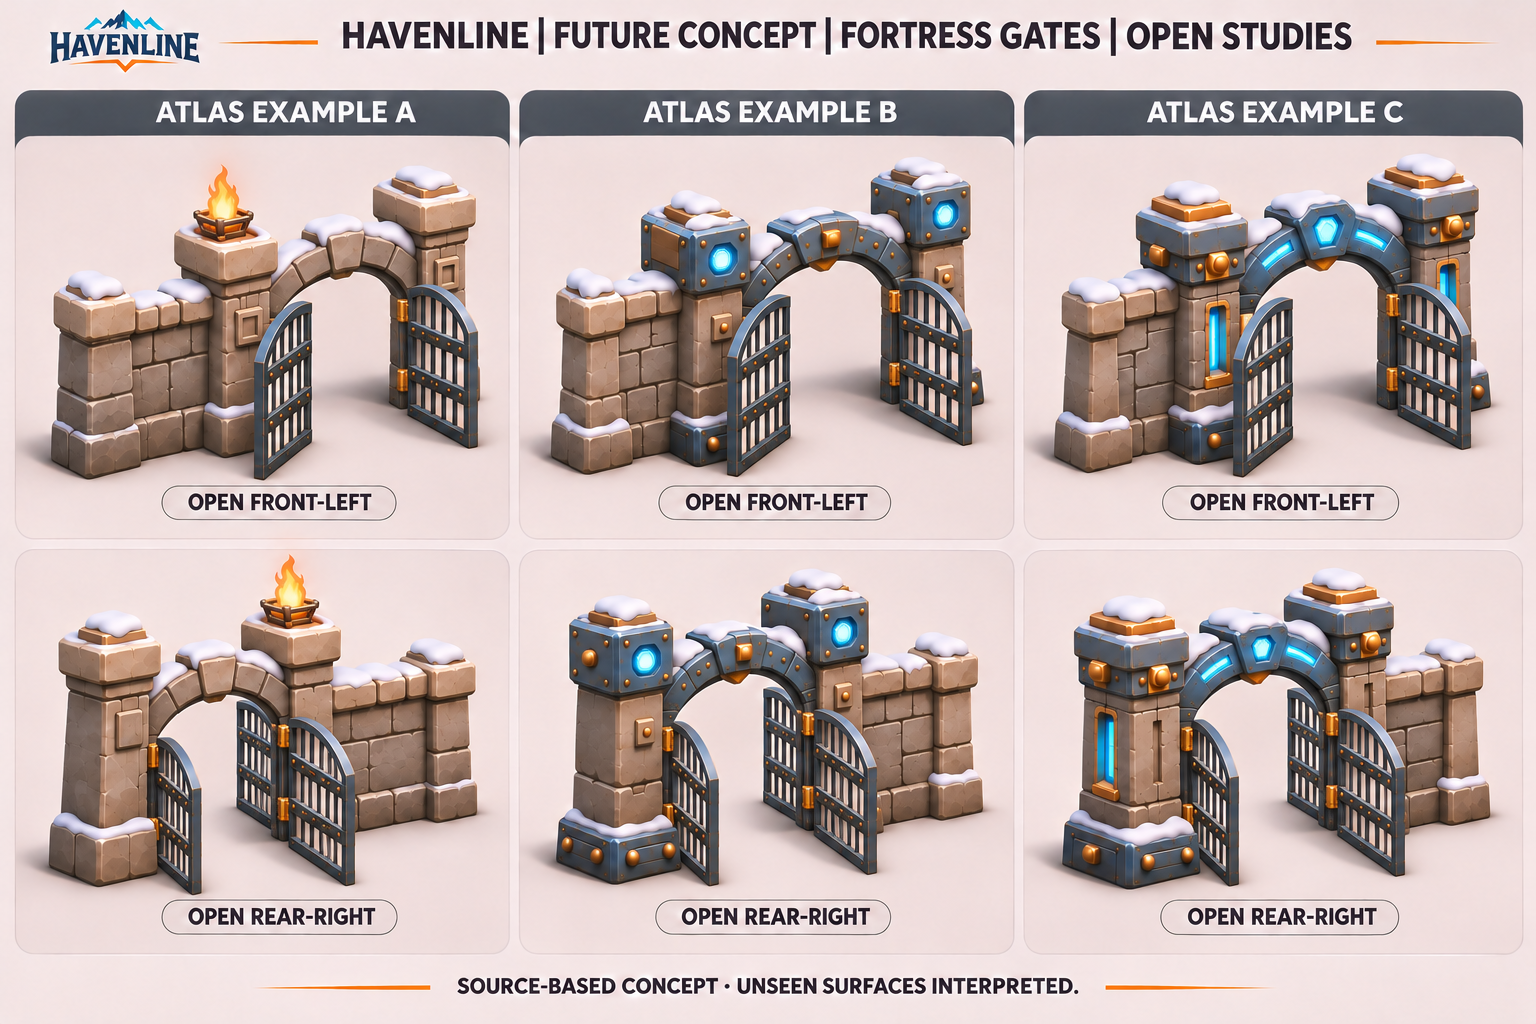 HAVENLINE
HAVENLINE | FUTURE CONCEPT | FORTRESS GATES | OPEN STUDIES
ATLAS EXAMPLE A
ATLAS EXAMPLE B
ATLAS EXAMPLE C
OPEN FRONT-LEFT
OPEN FRONT-LEFT
OPEN FRONT-LEFT
OPEN REAR-RIGHT
OPEN REAR-RIGHT
OPEN REAR-RIGHT
SOURCE-BASED CONCEPT · UNSEEN SURFACES INTERPRETED.